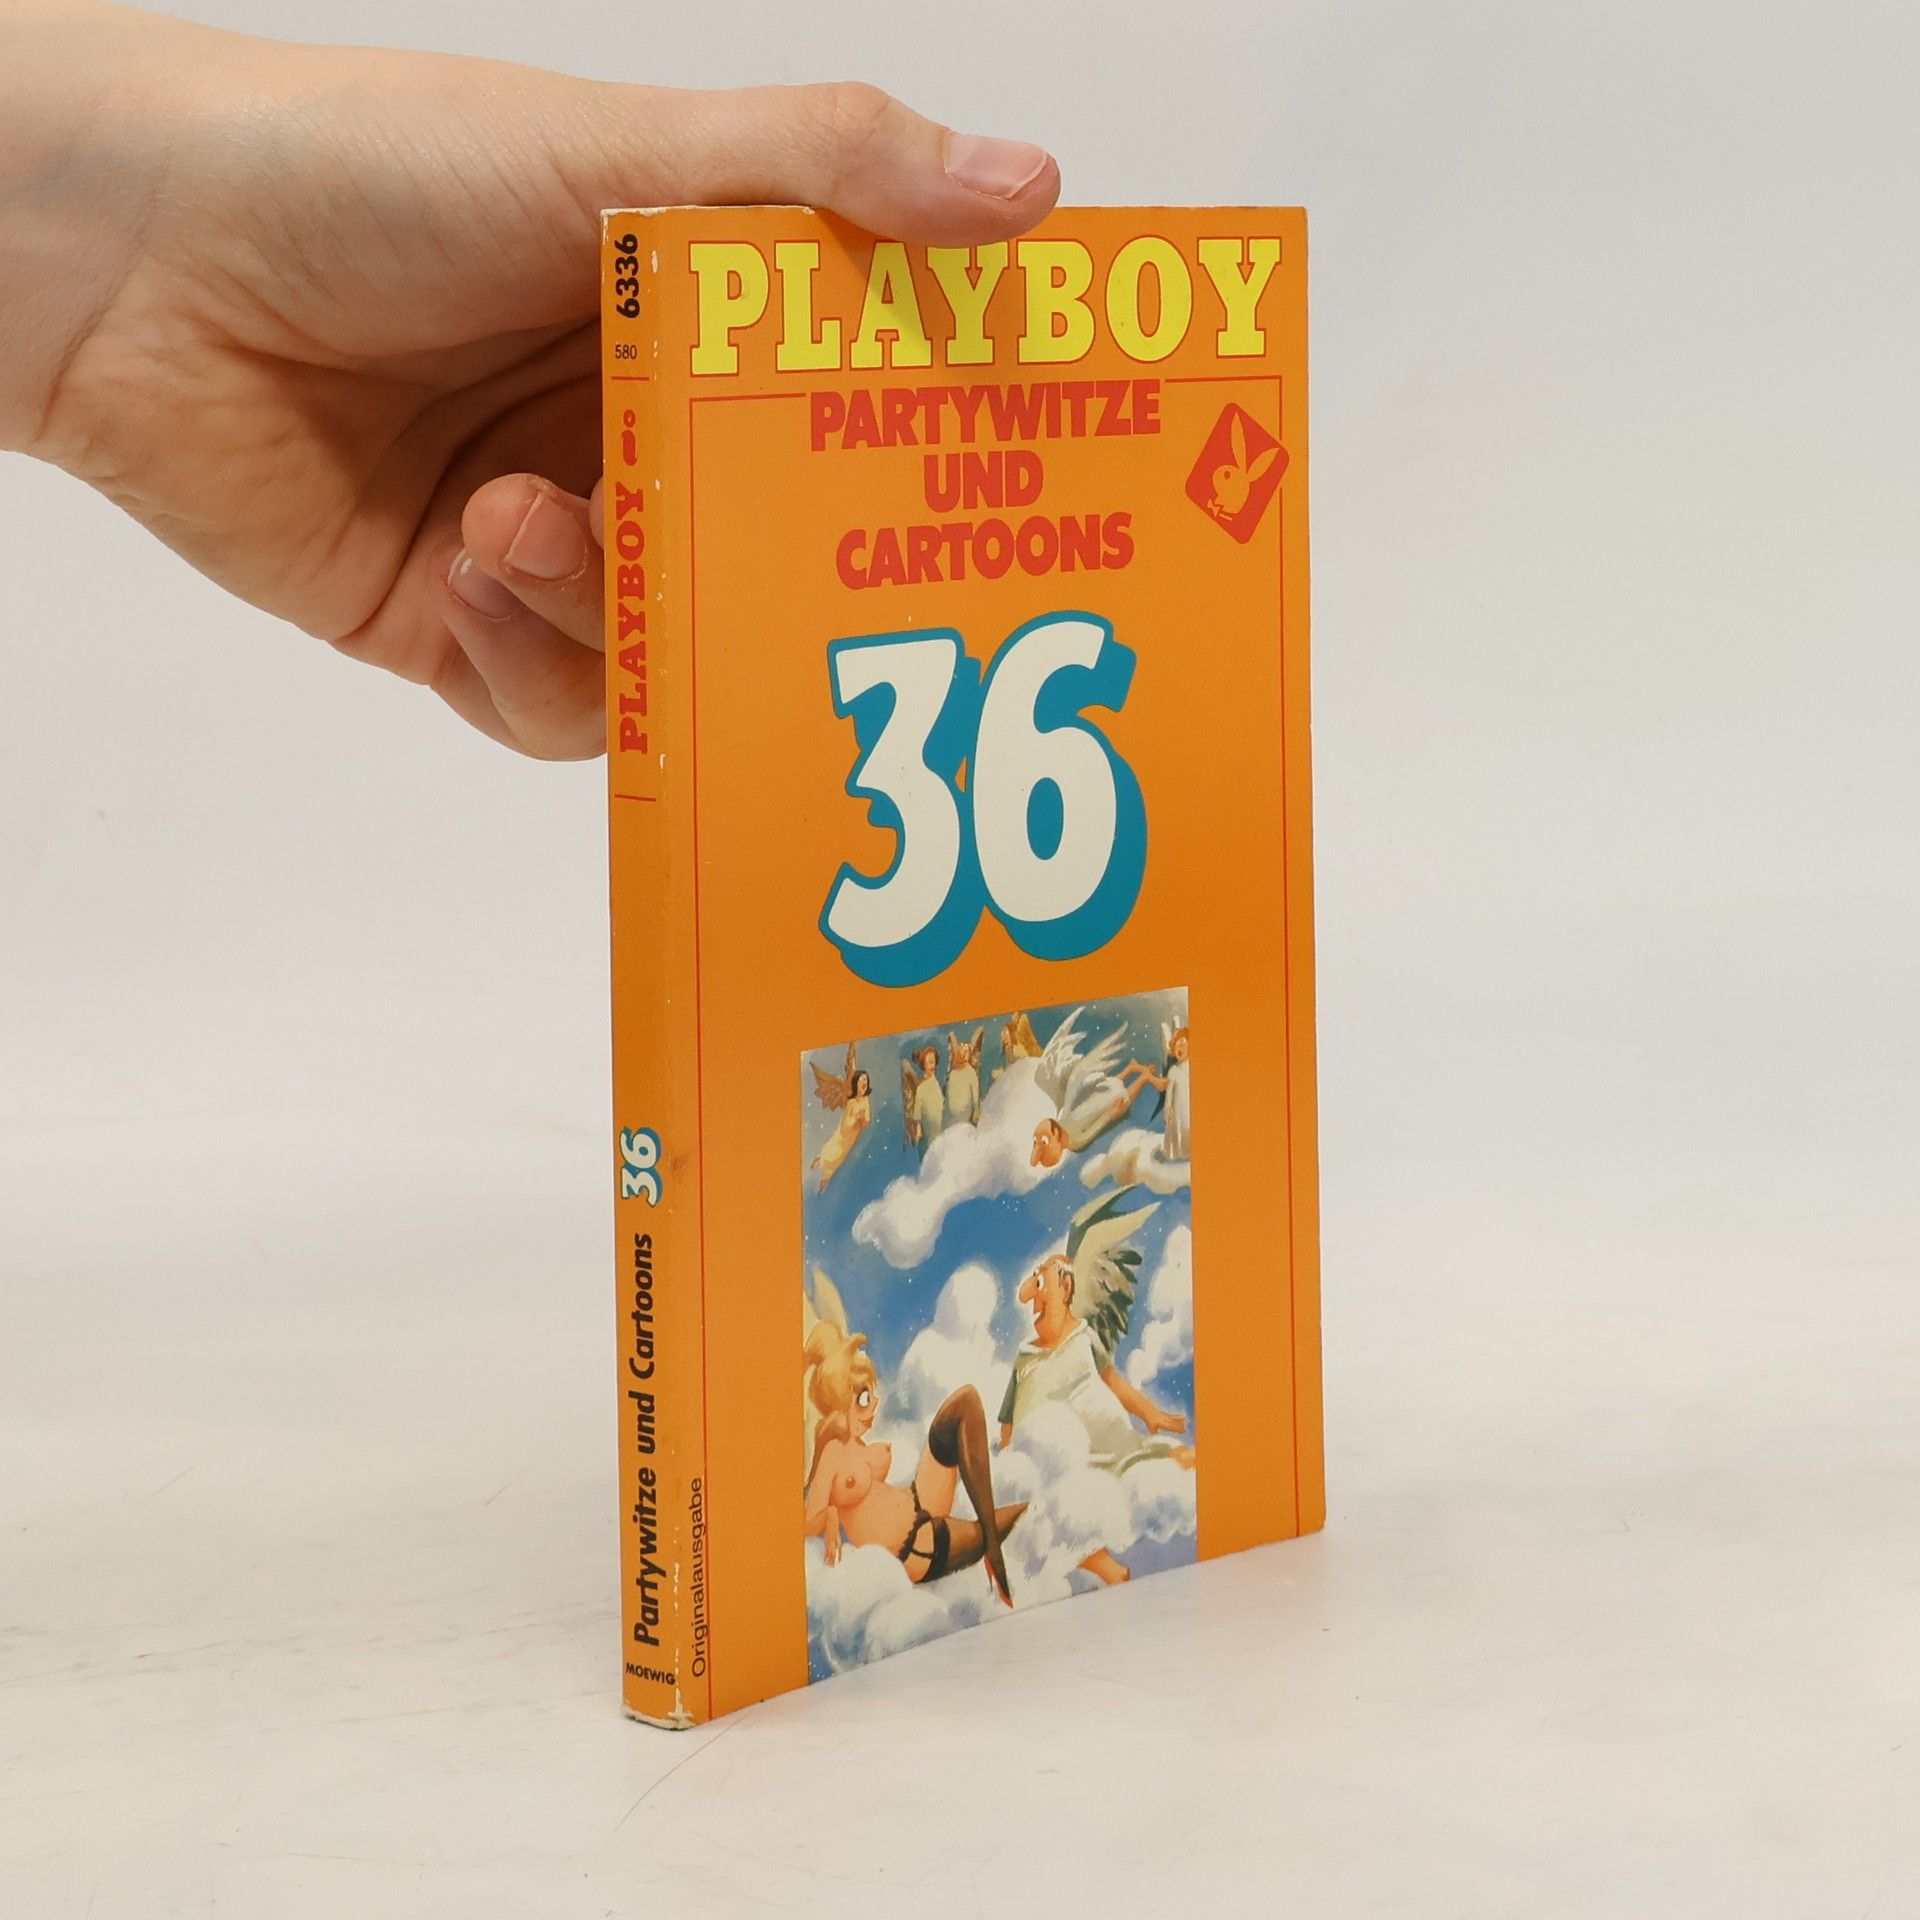 PLAYBOY
PARTYWITZE
UND
CARTOONS
36
Originalausgabe
6336
580
PLAYBOY
36
Partywitze und Cartoons
MOEWIG